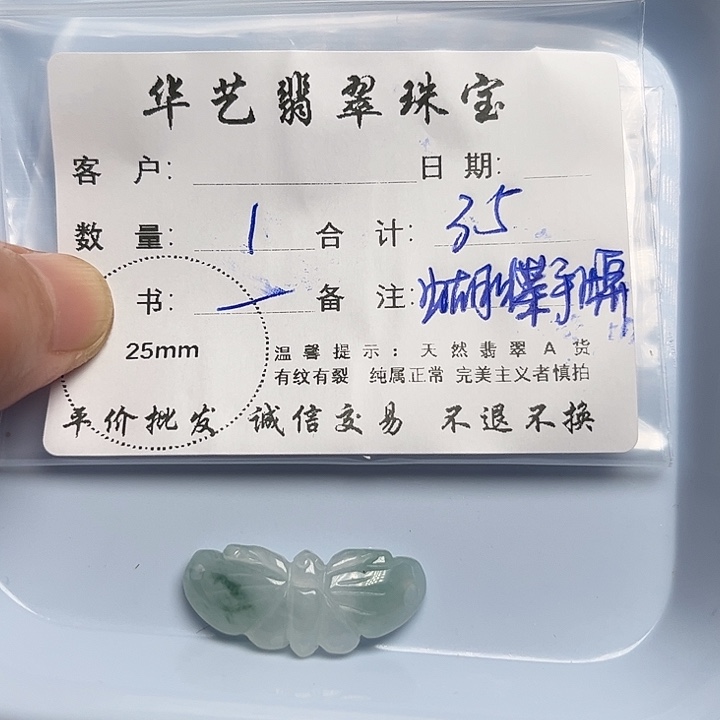 华艺翡翠珠宝
客 户: 日 期:
数 量: 1 合 计: 35
书: 备 注: 蝴蝶手
25mm
温馨提示:天然翡翠A货
有纹有裂 纯属正常 完美主义者慎拍
平价批发 诚信交易 不退不换